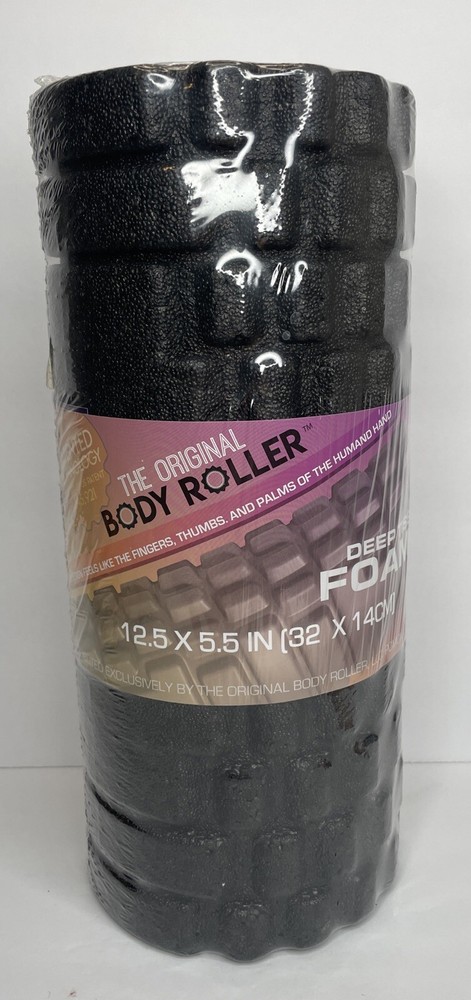 THE ORIGINAL
BODY ROLLER™
FEELS LIKE THE FINGERS, THUMBS. AND PALMS OF THE HUMAND HAND
DEEP
FOAM
12.5 X 5.5 IN (32 X 14CM)
EXCLUSIVELY BY THE ORIGINAL BODY ROLLER,